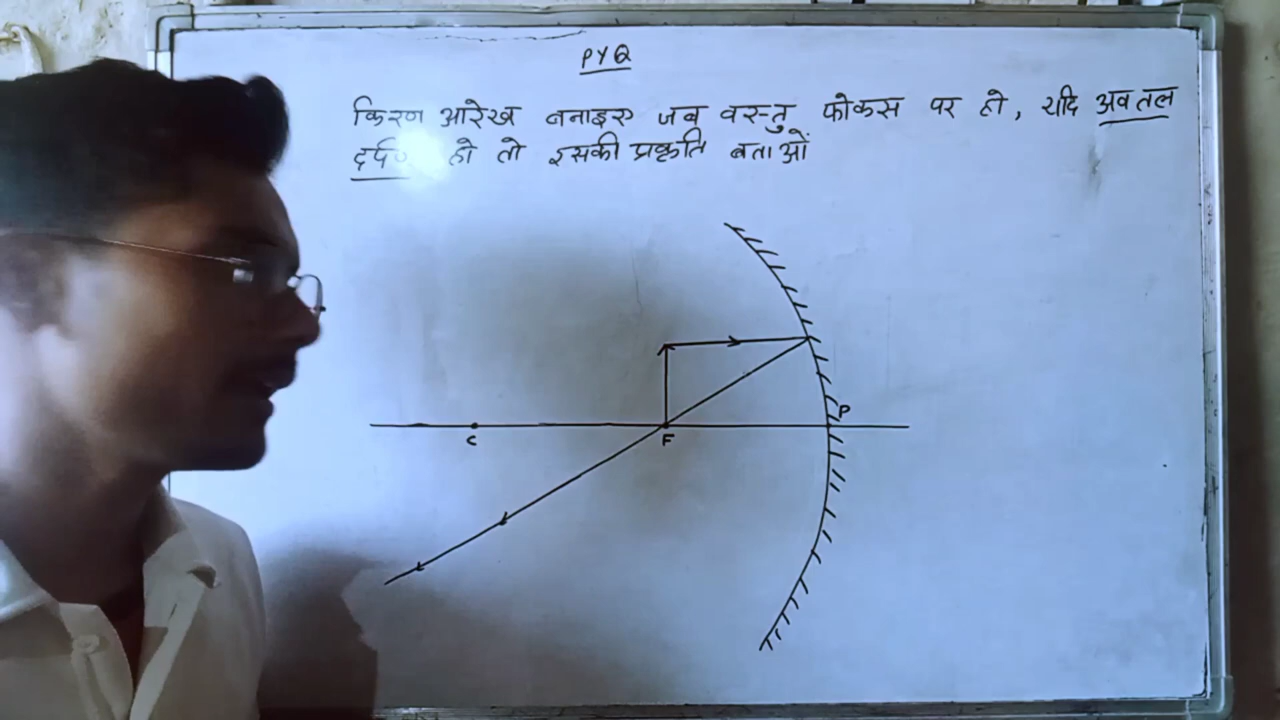 PYQ
किरण आरेख बनाइए जब वस्तु फोकस पर हो, यदि अवतल
हो तो इसकी प्रकृति बताओं
P
C
F